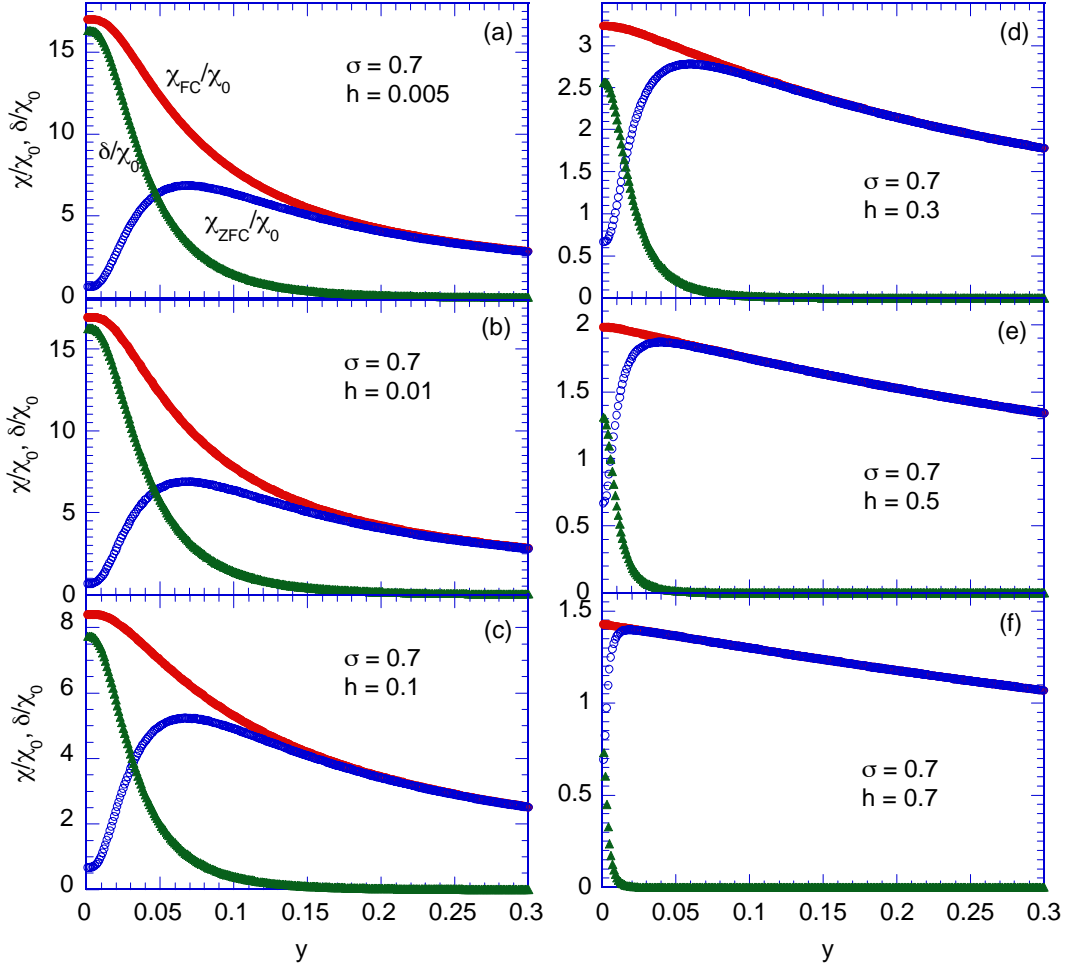 (a)
χ/χ0, δ/χ0
15
10
5
0
χFC/χ0
δ/χ0
χZFC/χ0
σ = 0.7
h = 0.005
(b)
χ/χ0, δ/χ0
15
10
5
0
σ = 0.7
h = 0.01
(c)
χ/χ0, δ/χ0
8
6
4
2
0
σ = 0.7
h = 0.1
0 0.05 0.1 0.15 0.2 0.25 0.3
y
(d)
3
2.5
2
1.5
1
0.5
0
σ = 0.7
h = 0.3
(e)
2
1.5
1
0.5
0
σ = 0.7
h = 0.5
(f)
1.5
1
0.5
0
σ = 0.7
h = 0.7
0 0.05 0.1 0.15 0.2 0.25 0.3
y